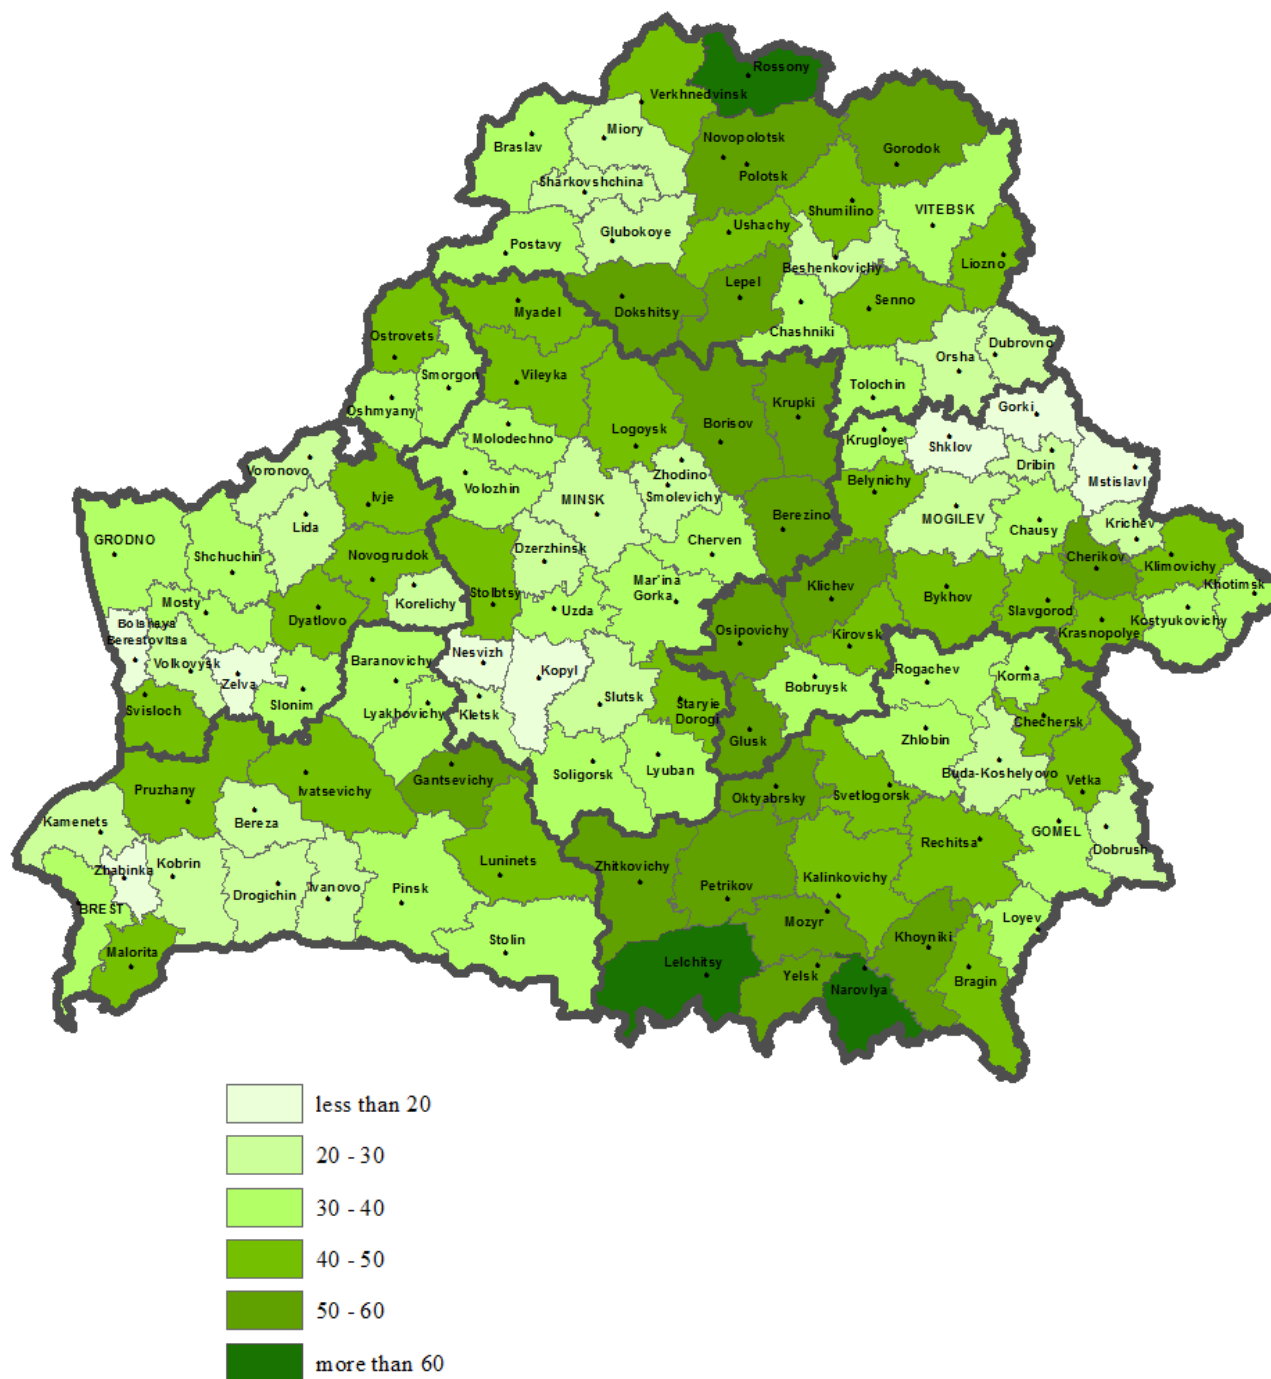 Rossony
Verkhnedvinsk
Miory
Braslav
Novopolotsk
Polotsk
Gorodok
Sharkovshchina
Shumilino
VITEBSK
Glubokoye
Ushachy
Postavy
Beshenkovichy
Liozno
Lepel
Dokshitsy
Senno
Myadel
Chashniki
Ostrovets
Dubrovno
Orsha
Smorgon
Vileyka
Tolochin
Oshmyany
Krupki
Gorki
Borisov
Logoysk
Molodechno
Krugloye
Shklov
Voronovo
Dribin
Zhodino
Mstislavl
Smolevichy
Volozhin
Belynichy
Ivje
MINSK
MOGILEV
Lida
Berezino
Chausy
Krichev
GRODNO
Shchuchin
Novogrudok
Dzerzhinsk
Cherven
Cherikov
Klimovichy
Mar'ina
Gorka
Klichev
Khotimsk
Mosty
Korelichy
Stolbtsy
Uzda
Bykhov
Slavgorod
Kostyukovichy
Dyatlovo
Bolshaya
Berestovitsa
Osipovichy
Kirovsk
Krasnopolye
Volkovysk
Baranovichy
Nesvizh
Kopyl
Rogachev
Korma
Zelva
Bobruysk
Slonim
Slutsk
Svisloch
Lyakhovichy
Kletsk
Staryie
Dorogi
Chechersk
Glusk
Zhlobin
Soligorsk
Lyuban
Buda-Koshelyovo
Gantsevichy
Vetka
Pruzhany
Ivatsevichy
Oktyabrsky
Svetlogorsk
Kamenets
Bereza
GOMEL
Rechitsa
Dobrush
Zhabinka
Kobrin
Luninets
Zhitkovichy
Kalinkovichy
Petrikov
Drogichin
Ivanovo
Pinsk
BREST
Loyev
Mozyr
Stolin
Khoyniki
Malorita
Lelchitsy
Yelsk
Bragin
Narovlya
less than 20
20 - 30
30 - 40
40 - 50
50 - 60
more than 60